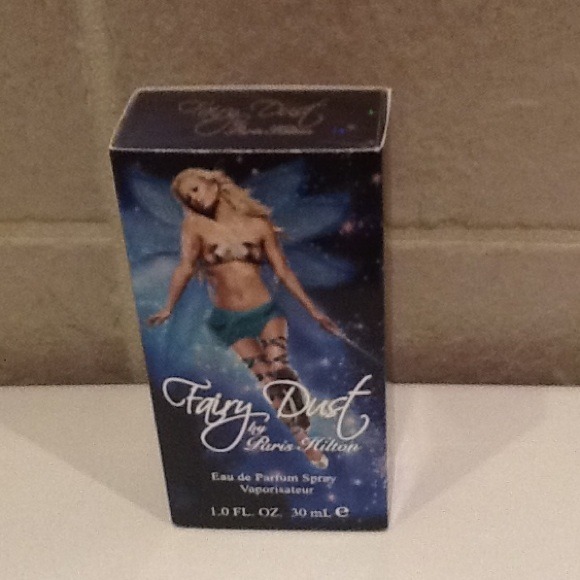 Fairy Dust
Paris Hilton
Fairy Dust
by
Paris Hilton
Eau de Parfum Spray
Vaporisateur
1.0 FL. OZ. 30 mL e